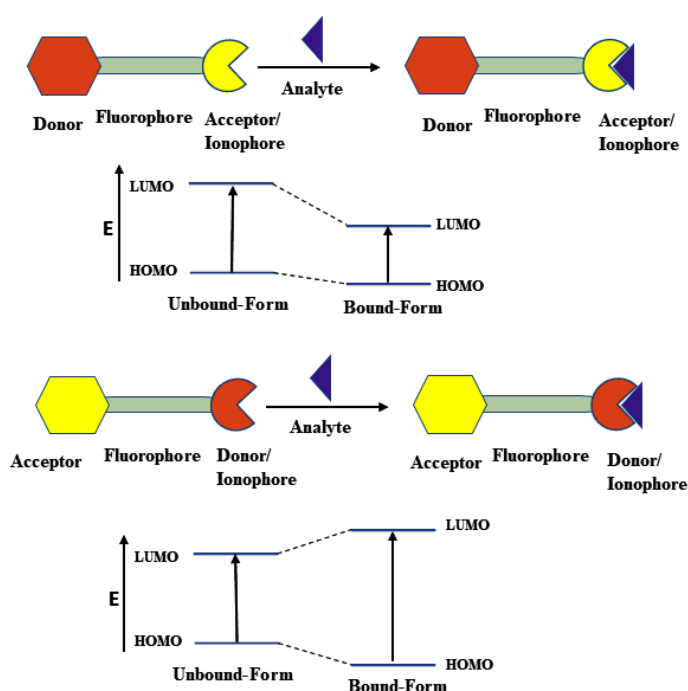 Analyte
Donor
Fluorophore
Acceptor/
Ionophore
Donor
Fluorophore
Acceptor/
Ionophore
E
LUMO
HOMO
Unbound-Form
LUMO
HOMO
Bound-Form
Analyte
Acceptor
Fluorophore
Donor/
Ionophore
Acceptor
Fluorophore
Donor/
Ionophore
E
LUMO
HOMO
Unbound-Form
LUMO
HOMO
Bound-Form